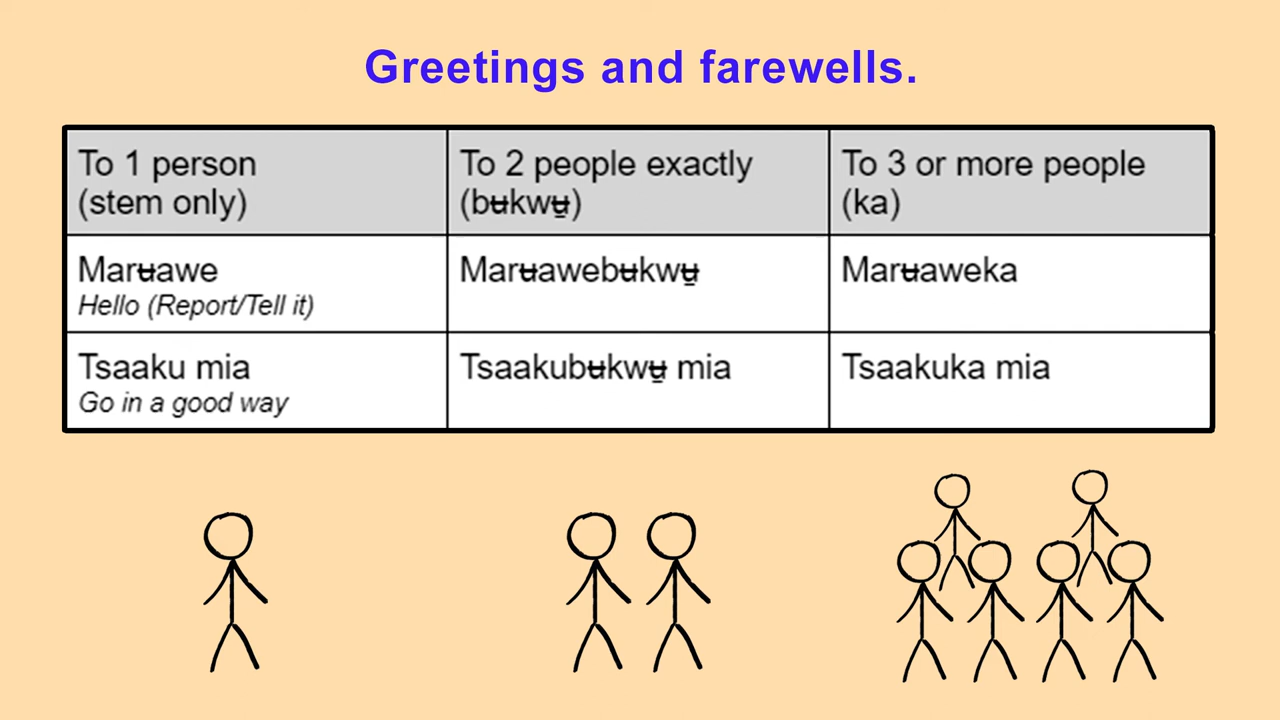 Greetings and farewells.
To 1 person
(stem only)
To 2 people exactly
(bʉkwʉ̱)
To 3 or more people
(ka)
Marʉawe
Hello (Report/Tell it)
Marʉawebʉkwʉ̱
Marʉaweka
Tsaaku mia
Go in a good way
Tsaakubʉkwʉ̱ mia
Tsaakuka mia